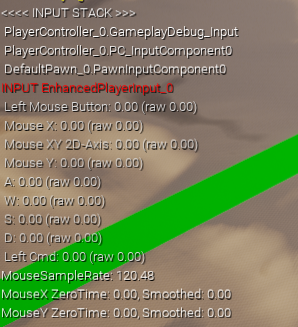 <<<< INPUT STACK >>>
PlayerController_0.GameplayDebug_Input
PlayerController_0.PC_InputComponent0
DefaultPawn_0.PawnInputComponent0
INPUT EnhancedPlayerInput_0
Left Mouse Button: 0.00 (raw 0.00)
Mouse X: 0.00 (raw 0.00)
Mouse XY 2D-Axis: 0.00 (raw 0.00)
Mouse Y: 0.00 (raw 0.00)
A: 0.00 (raw 0.00)
W: 0.00 (raw 0.00)
S: 0.00 (raw 0.00)
D: 0.00 (raw 0.00)
Left Cmd: 0.00 (raw 0.00)
MouseSampleRate: 120.48
MouseX ZeroTime: 0.00, Smoothed: 0.00
MouseY ZeroTime: 0.00, Smoothed: 0.00